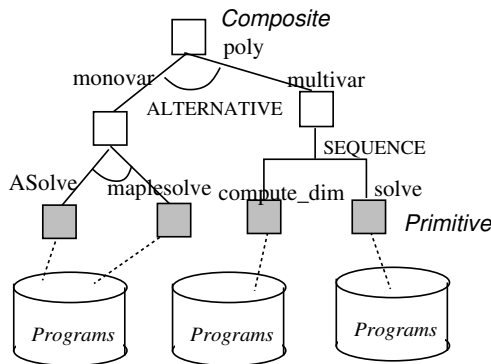 Composite
poly
monovar
multivar
ALTERNATIVE
SEQUENCE
ASolve
maplesolve
compute_dim
solve
Primitive
Programs
Programs
Programs